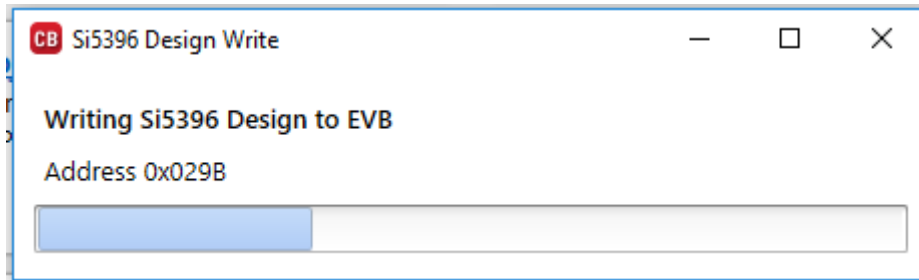 CB Si5396 Design Write
Writing Si5396 Design to EVB
Address 0x029B